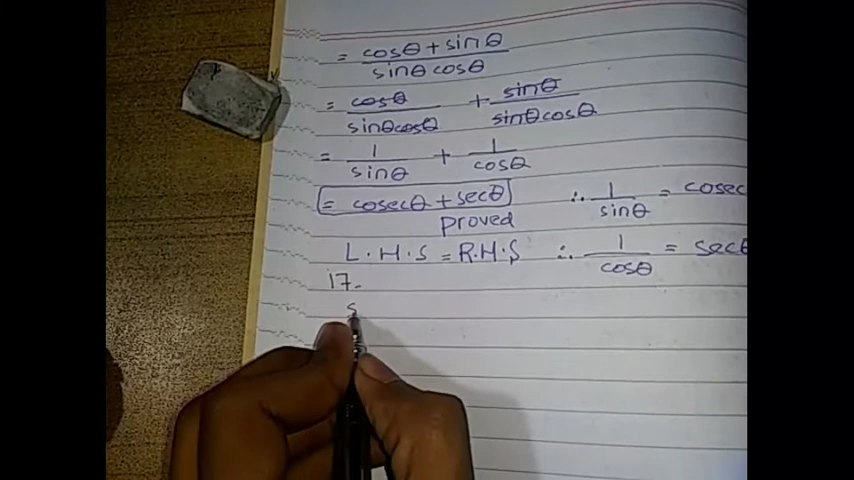 = cosθ + sinθ / sinθ cosθ
= cosθ / sinθcosθ + sinθ / sinθcosθ
= 1 / sinθ + 1 / cosθ
= cosecθ + secθ ∴ 1 / sinθ = cosec
proved
L.H.S = R.H.S ∴ 1 / cosθ = secθ
17.
s